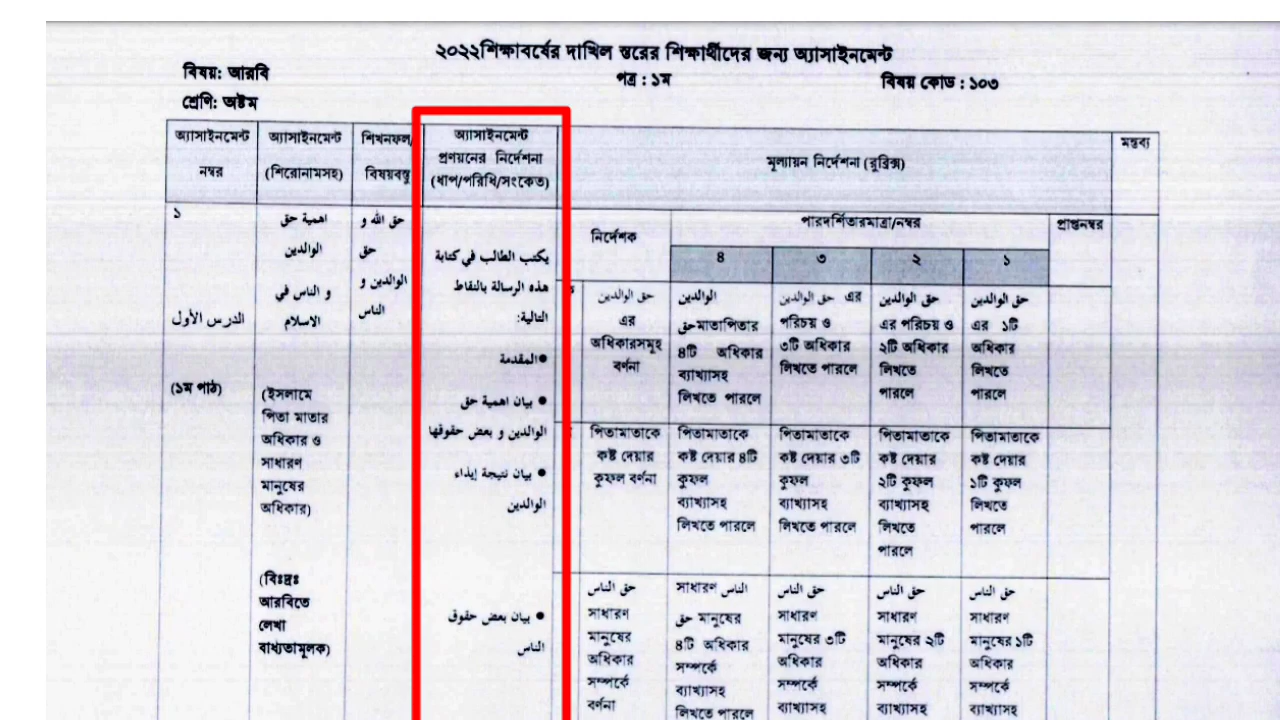 ২০২২শিক্ষাবর্ষের দাখিল স্তরের শিক্ষার্থীদের জন্য অ্যাসাইনমেন্ট
বিষয়: আরবি
পত্র : ১ম
বিষয় কোড : ১০৩
শ্রেণি: অষ্টম
অ্যাসাইনমেন্ট
নম্বর
অ্যাসাইনমেন্ট
(শিরোনামসহ)
শিখনফল/
বিষয়বস্তু
অ্যাসাইনমেন্ট
প্রণয়নের নির্দেশনা
(ধাপ/পরিধি/সংকেত)
মূল্যায়ন নির্দেশনা (রুব্রিক্স)
মন্তব্য
১
الدرس الأول
(১ম পাঠ)
اهمية حق
الوالدين
و الناس في
الاسلام
(ইসলামে
পিতা মাতার
অধিকার ও
সাধারণ
মানুষের
অধিকার)
(বিঃদ্রঃ
আরবিতে
লেখা
বাধ্যতামূলক)
حق الله و
حق
الوالدين و
الناس
يكتب الطالب في كتابة
هذه الرسالة بالنقاط
التالية:
●المقدمة
● بيان اهمية حق
الوالدين و بعض حقوقها
● بيان نتيجة إيذاء
الوالدين
● بيان بعض حقوق
الناس
নির্দেশক
পারদর্শিতারমাত্রা/নম্বর
প্রাপ্তনম্বর
৪
৩
২
১
حق الوالدين
এর
অধিকারসমূহ
বর্ণনা
الوالدين
حقমাতাপিতার
৪টি অধিকার
ব্যাখ্যাসহ
লিখতে পারলে
حق الوالدين এর
পরিচয় ও
৩টি অধিকার
লিখতে পারলে
حق الوالدين
এর পরিচয় ও
২টি অধিকার
লিখতে
পারলে
حق الوالدين
এর ১টি
অধিকার
লিখতে
পারলে
পিতামাতাকে
কষ্ট দেয়ার
কুফল বর্ণনা
পিতামাতাকে
কষ্ট দেয়ার ৪টি
কুফল
ব্যাখ্যাসহ
লিখতে পারলে
পিতামাতাকে
কষ্ট দেয়ার ৩টি
কুফল
ব্যাখ্যাসহ
লিখতে পারলে
পিতামাতাকে
কষ্ট দেয়ার
২টি কুফল
ব্যাখ্যাসহ
লিখতে
পারলে
পিতামাতাকে
কষ্ট দেয়ার
১টি কুফল
লিখতে
পারলে
حق الناس
সাধারণ
মানুষের
অধিকার
সম্পর্কে
বর্ণনা
সাধারণ الناس
حق মানুষের
৪টি অধিকার
সম্পর্কে
ব্যাখ্যাসহ
লিখতে পারলে
حق الناس
সাধারণ
মানুষের ৩টি
অধিকার
সম্পর্কে
ব্যাখ্যাসহ
حق الناس
সাধারণ
মানুষের ২টি
অধিকার
সম্পর্কে
ব্যাখ্যাসহ
حق الناس
সাধারণ
মানুষের ১টি
অধিকার
সম্পর্কে
ব্যাখ্যাসহ